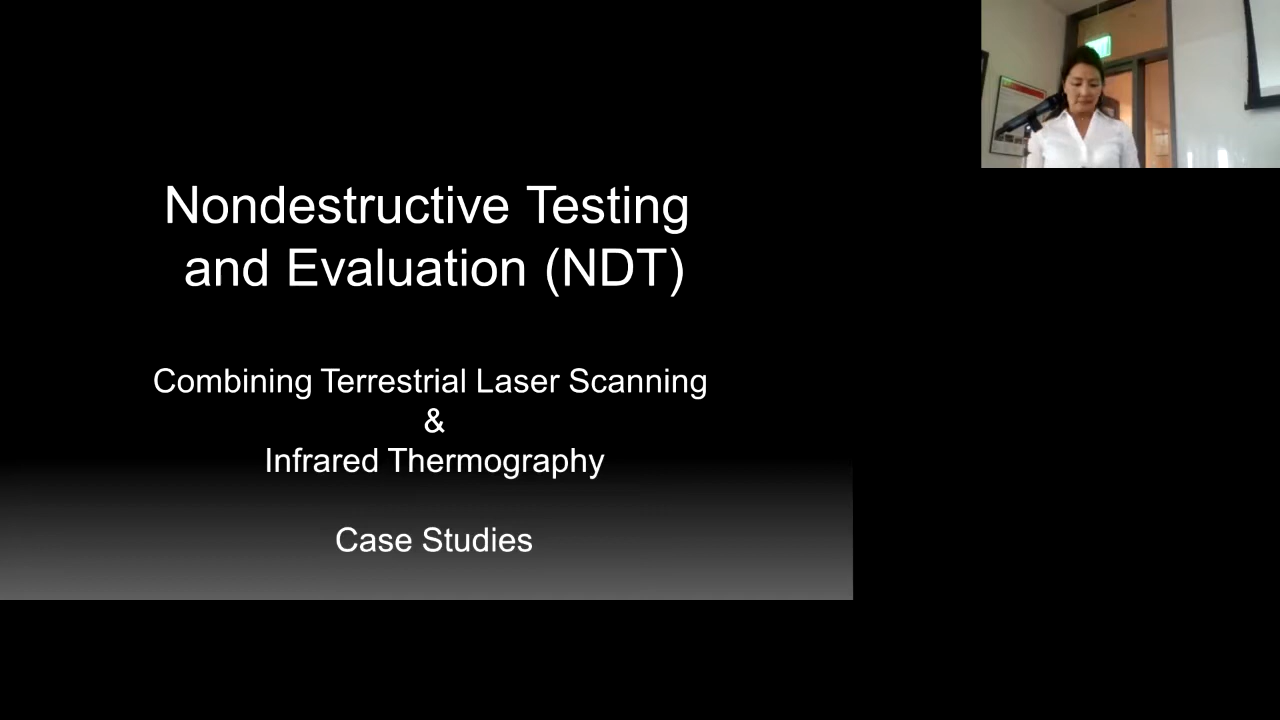 Nondestructive Testing
and Evaluation (NDT)
Combining Terrestrial Laser Scanning
&
Infrared Thermography
Case Studies